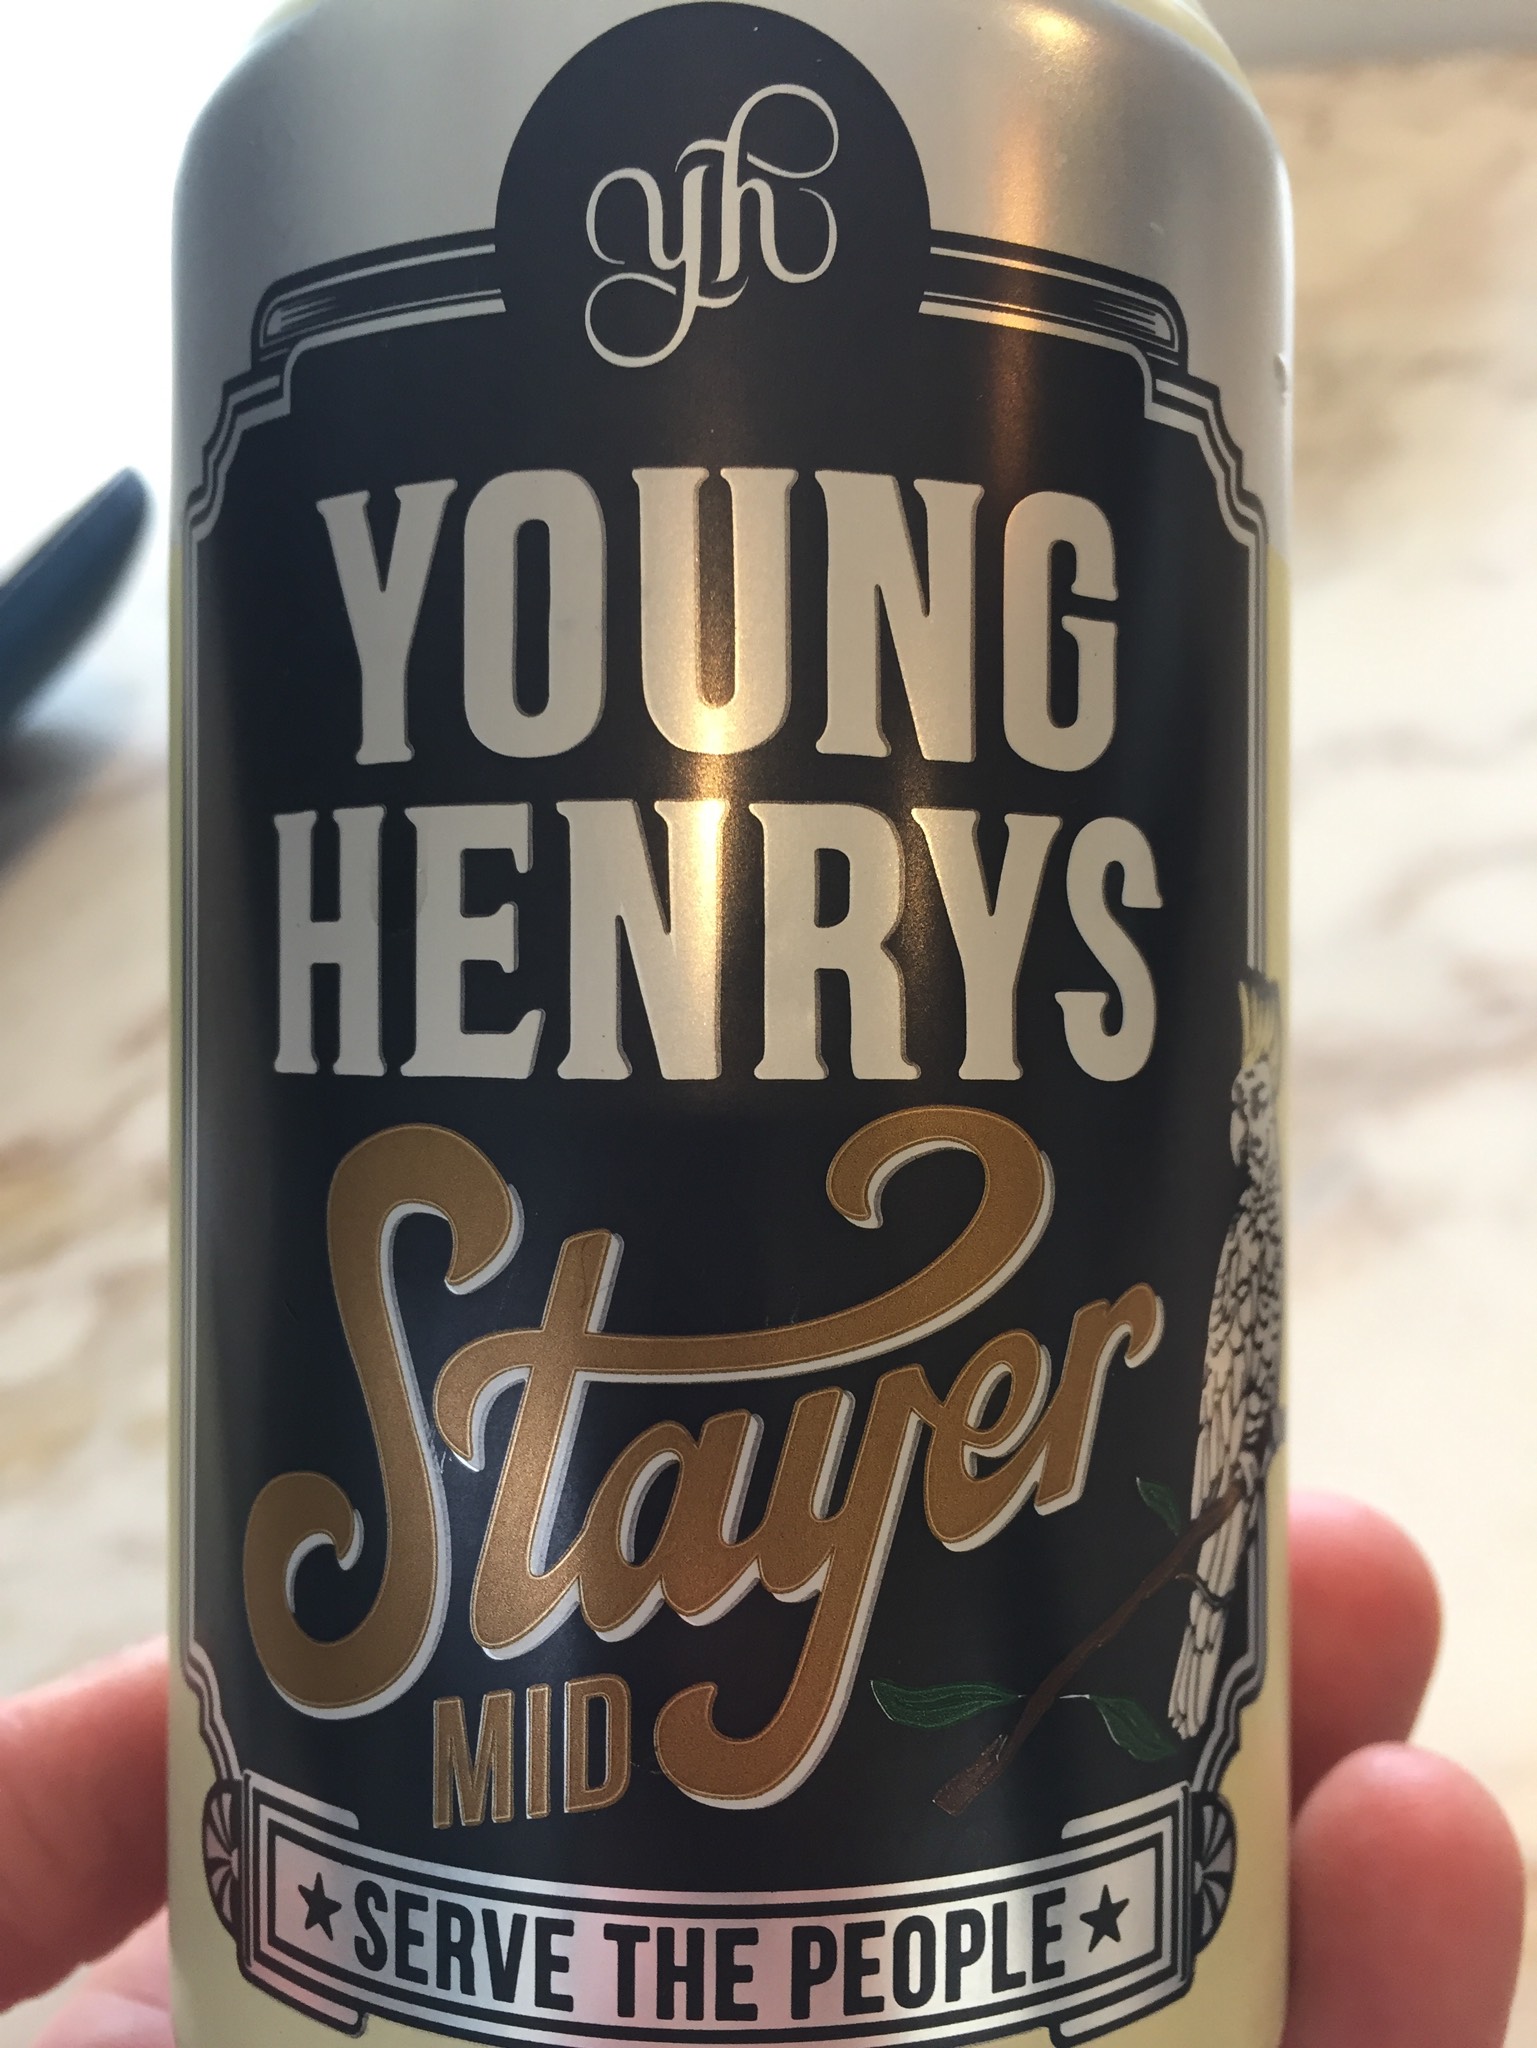 yh
YOUNG
HENRYS
Stayer
MID
SERVE THE PEOPLE